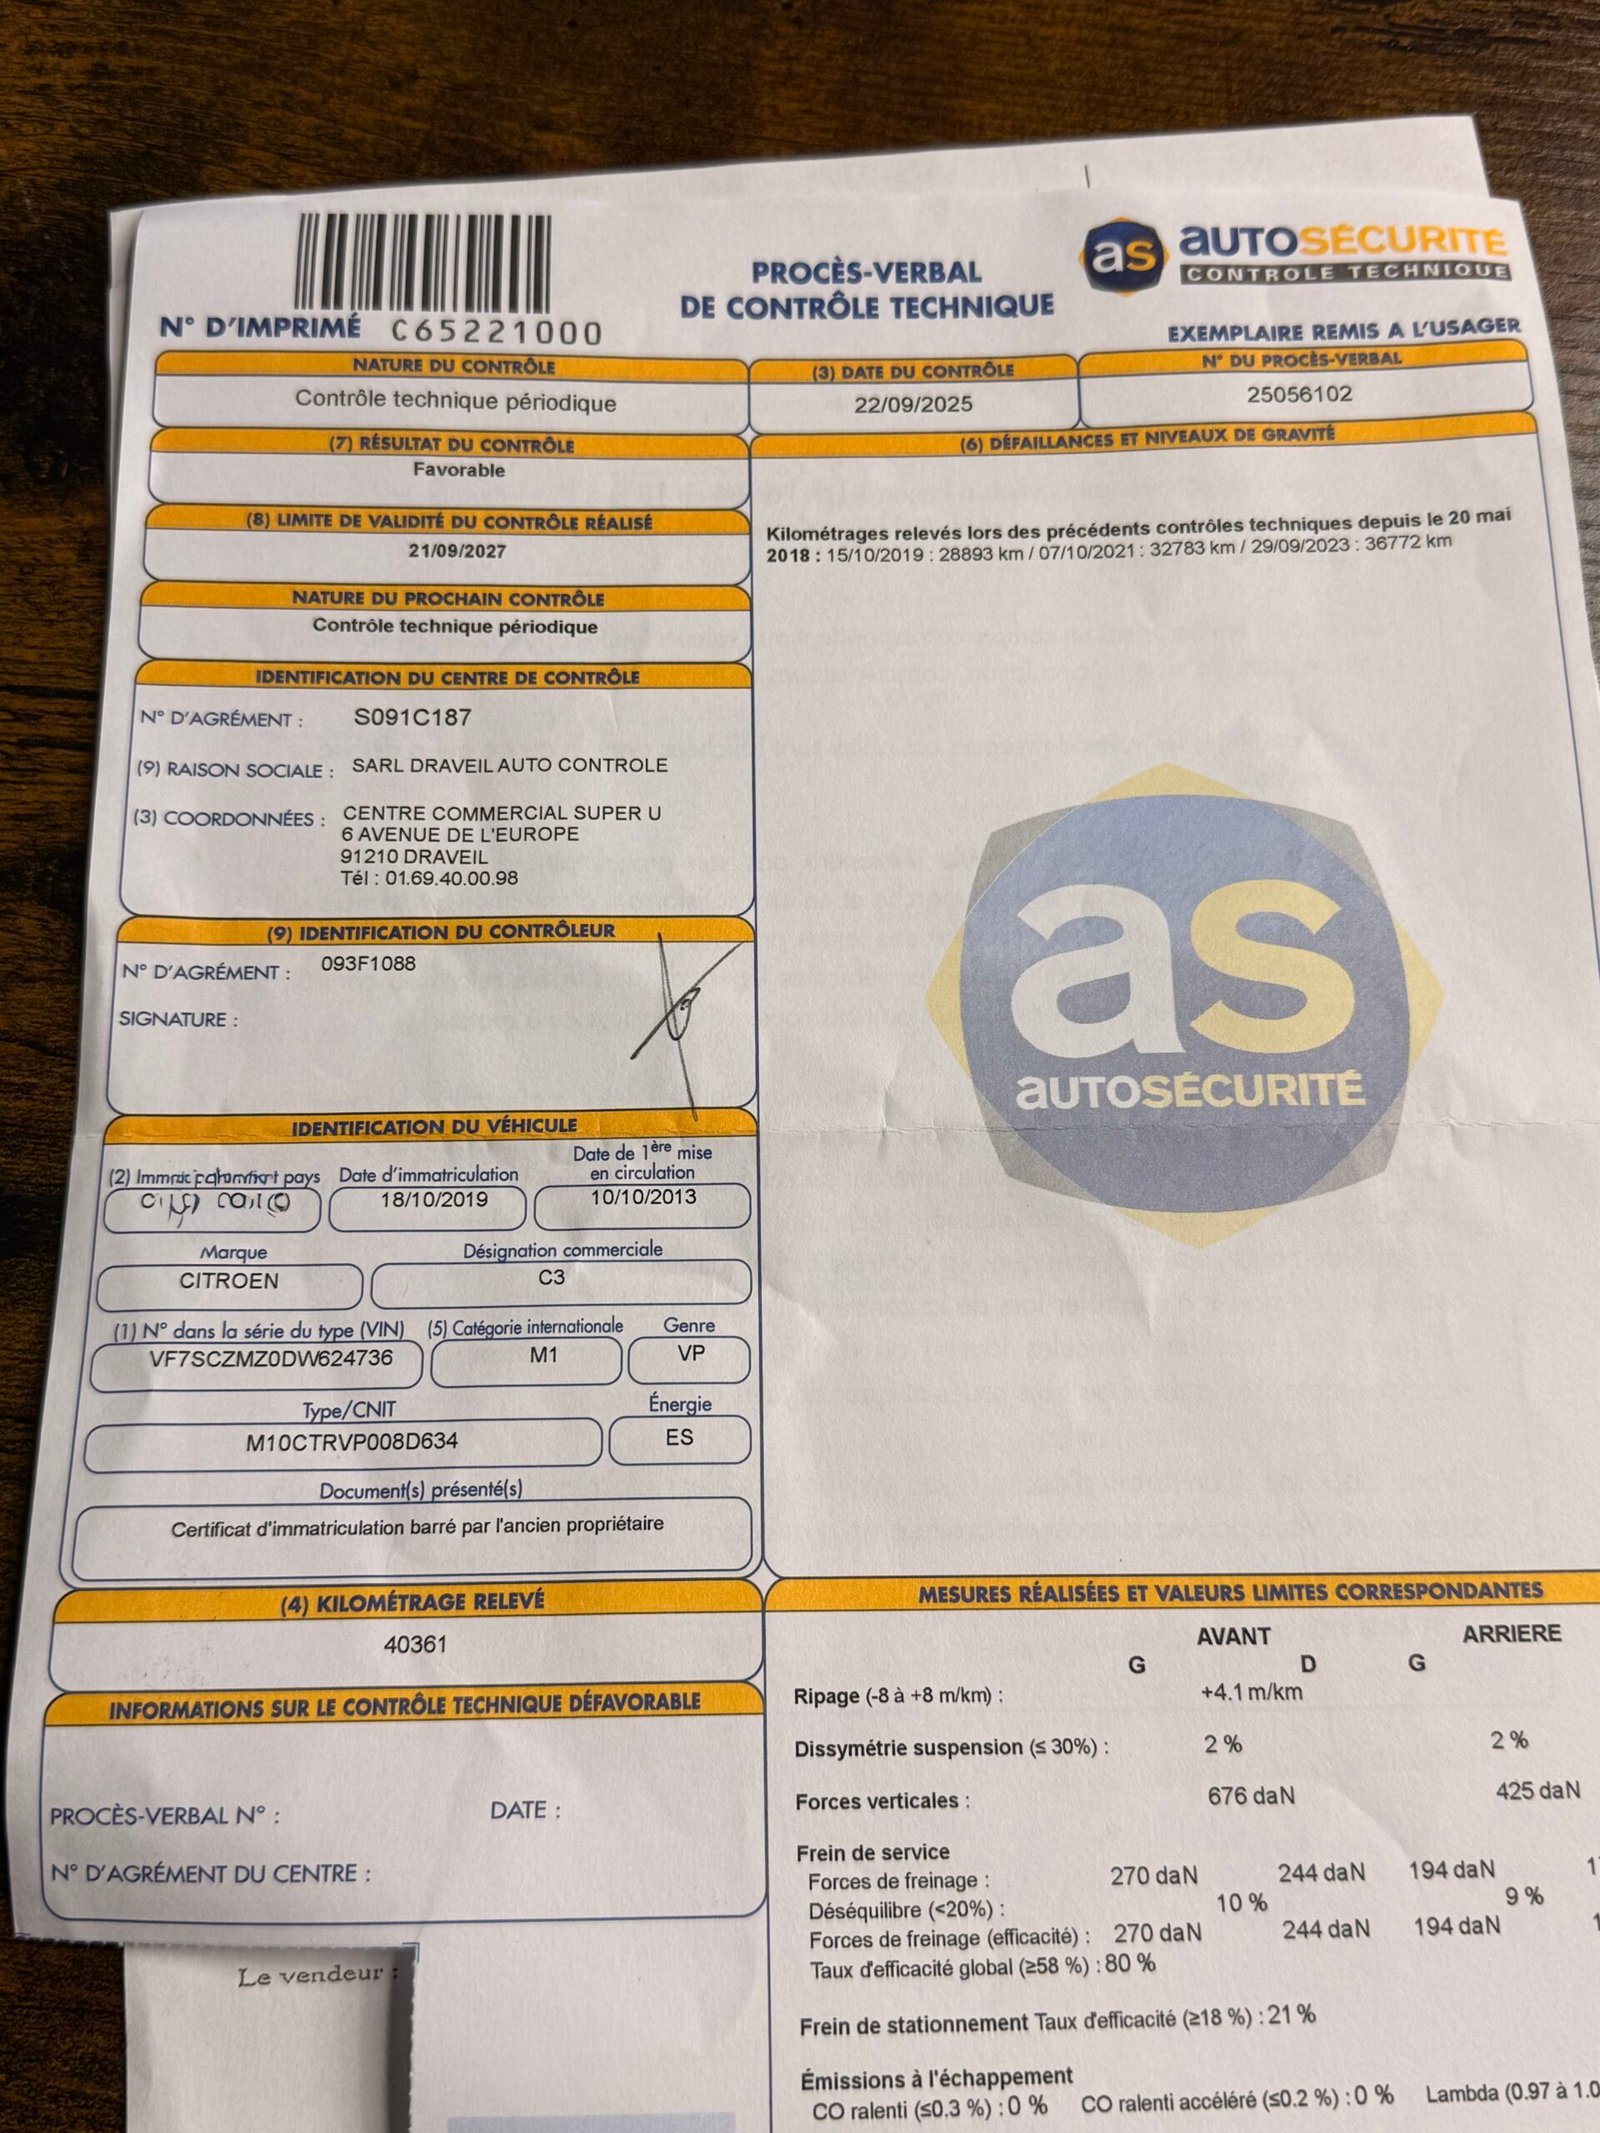 as AUTOSÉCURITÉ
CONTROLE TECHNIQUE
PROCÈS-VERBAL
DE CONTRÔLE TECHNIQUE
N° D'IMPRIMÉ C65221000
EXEMPLAIRE REMIS A L'USAGER
NATURE DU CONTRÔLE
Contrôle technique périodique
(3) DATE DU CONTRÔLE
22/09/2025
N° DU PROCÈS-VERBAL
25056102
(7) RÉSULTAT DU CONTRÔLE
Favorable
(8) LIMITE DE VALIDITÉ DU CONTRÔLE RÉALISÉ
21/09/2027
NATURE DU PROCHAIN CONTRÔLE
Contrôle technique périodique
IDENTIFICATION DU CENTRE DE CONTRÔLE
N° D'AGRÉMENT : S091C187
(9) RAISON SOCIALE : SARL DRAVEIL AUTO CONTROLE
(3) COORDONNÉES : CENTRE COMMERCIAL SUPER U
6 AVENUE DE L'EUROPE
91210 DRAVEIL
Tél : 01.69.40.00.98
(9) IDENTIFICATION DU CONTRÔLEUR
N° D'AGRÉMENT : 093F1088
SIGNATURE :
(6) DÉFAILLANCES ET NIVEAUX DE GRAVITÉ
Kilométrages relevés lors des précédents contrôles techniques depuis le 20 mai
2018 : 15/10/2019 : 28893 km / 07/10/2021 : 32783 km / 29/09/2023 : 36772 km
as
AUTOSÉCURITÉ
IDENTIFICATION DU VÉHICULE
(2) pays
Date d'immatriculation
18/10/2019
Date de 1ère mise
en circulation
10/10/2013
Marque
CITROEN
Désignation commerciale
C3
(1) N° dans la série du type (VIN)
VF7SCZMZ0DW624736
(5) Catégorie internationale
M1
Genre
VP
Type/CNIT
M10CTRVP008D634
Énergie
ES
Document(s) présenté(s)
Certificat d'immatriculation barré par l'ancien propriétaire
(4) KILOMÉTRAGE RELEVÉ
40361
INFORMATIONS SUR LE CONTRÔLE TECHNIQUE DÉFAVORABLE
PROCÈS-VERBAL N° : DATE :
N° D'AGRÉMENT DU CENTRE :
MESURES RÉALISÉES ET VALEURS LIMITES CORRESPONDANTES
AVANT ARRIERE
G D G
Ripage (-8 à +8 m/km) : +4.1 m/km
Dissymétrie suspension (≤ 30%) : 2 % 2 %
Forces verticales : 676 daN 425 daN
Frein de service
Forces de freinage : 270 daN 244 daN 194 daN
Déséquilibre (<20%) : 10 % 9 %
Forces de freinage (efficacité) : 270 daN 244 daN 194 daN
Taux d'efficacité global (≥58 %) : 80 %
Frein de stationnement Taux d'efficacité (≥18 %) : 21 %
Émissions à l'échappement
CO ralenti (≤0.3 %) : 0 % CO ralenti accéléré (≤0.2 %) : 0 % Lambda (0.97 à
Le vendeur :